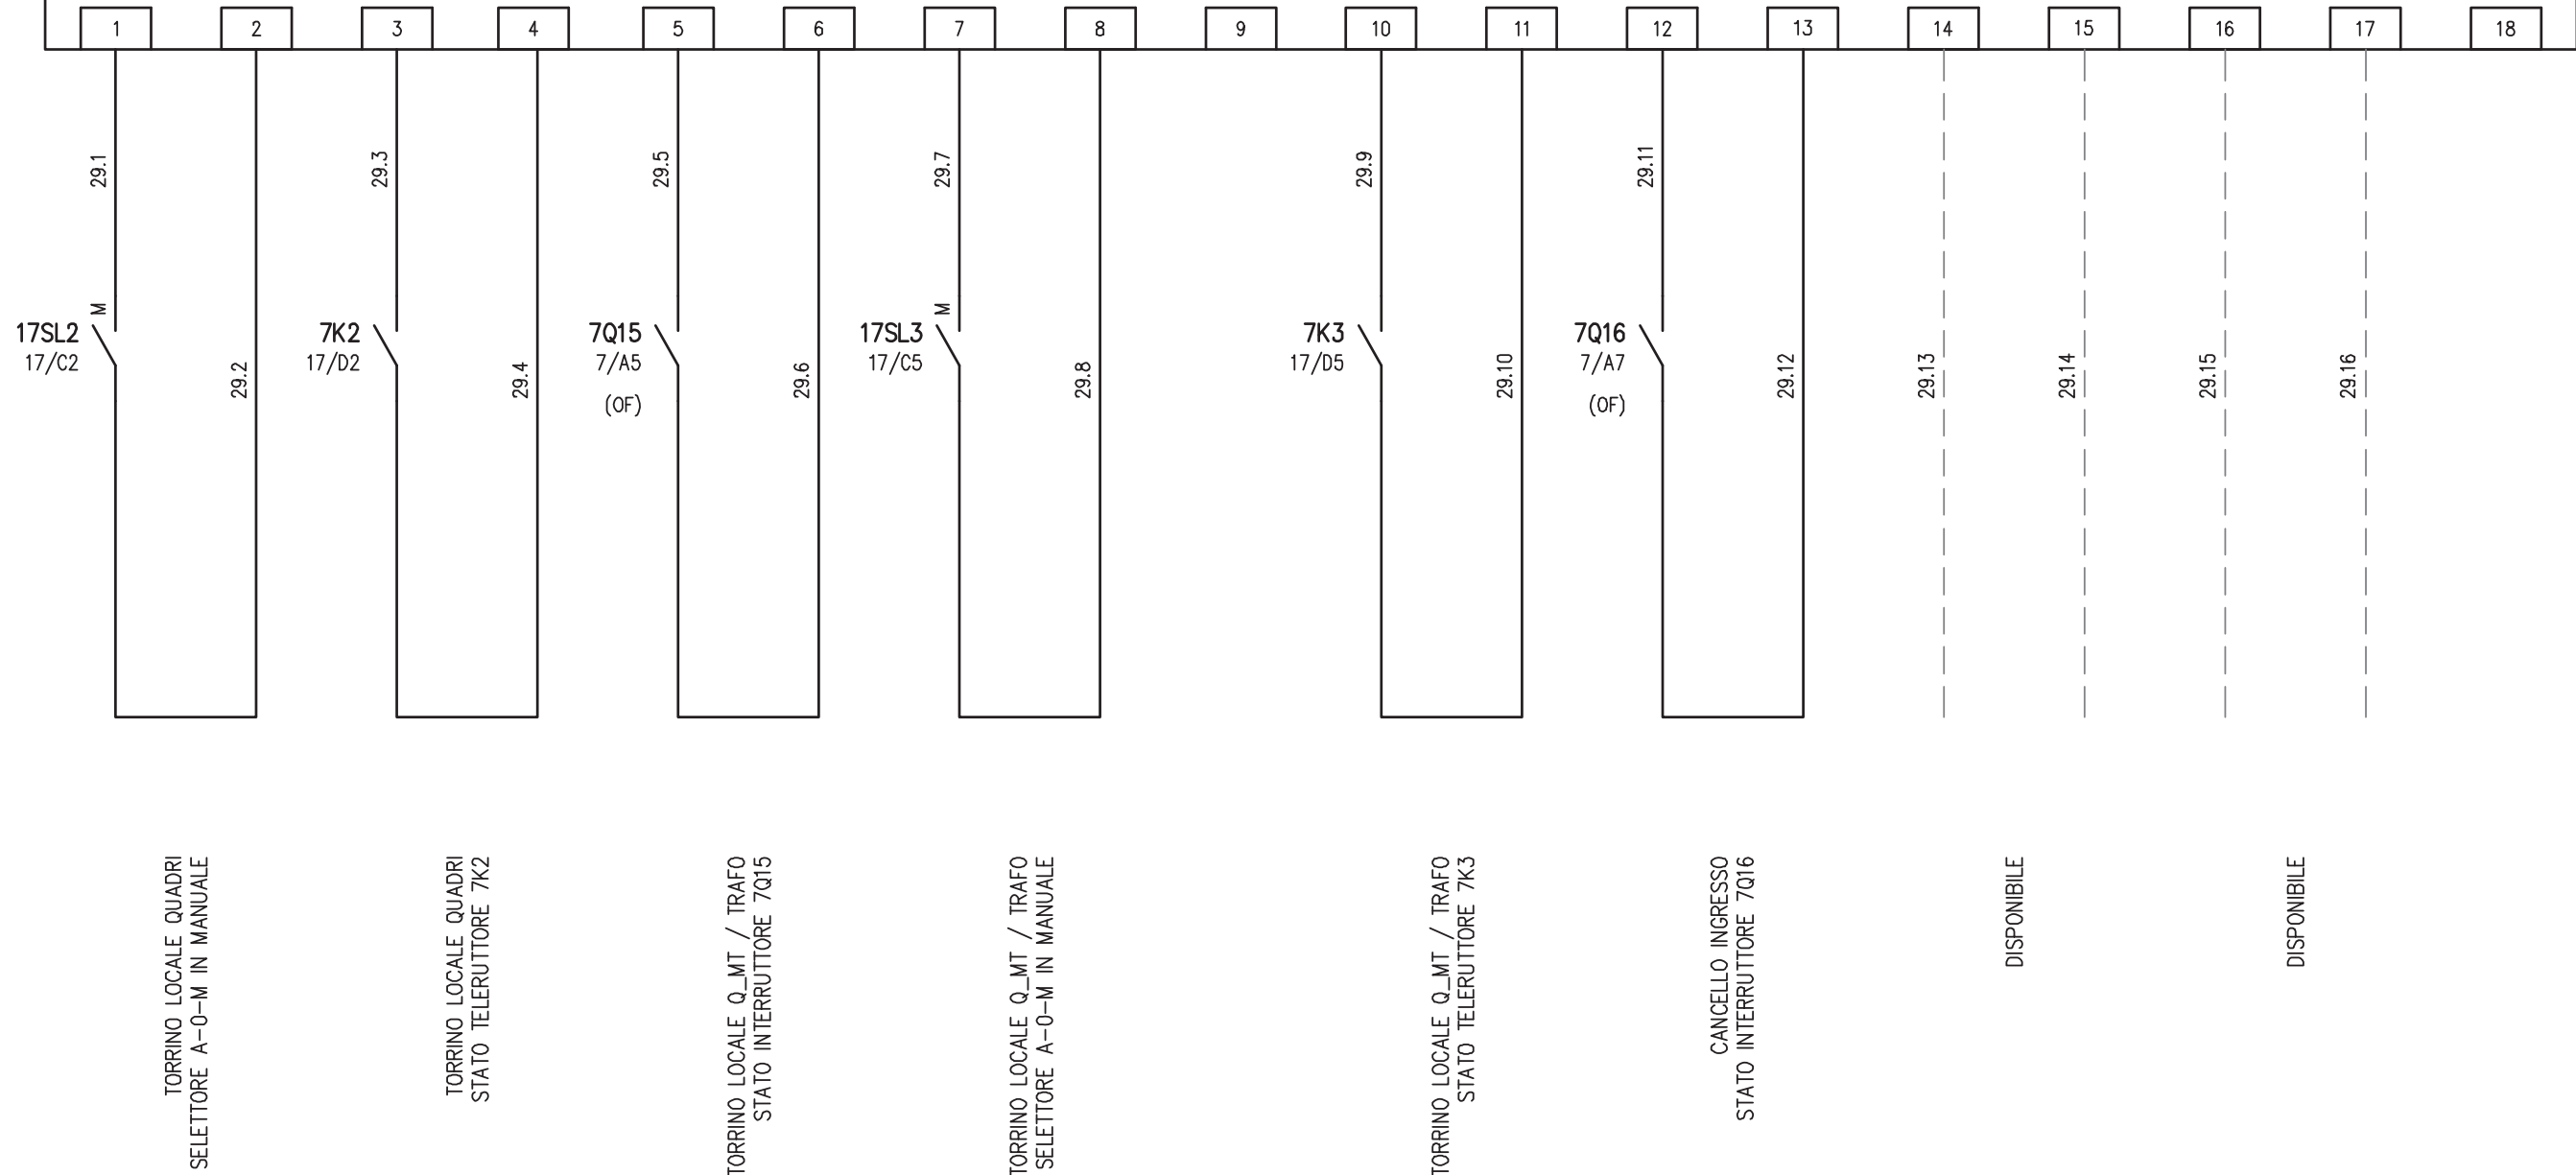 1 2 3 4 5 6 7 8 9 10 11 12 13 14 15 16 17 18
29.1
29.3
29.5
29.7
29.9
29.11
M
M
17SL2
17/C2
7K2
17/D2
7Q15
7/A5
(OF)
17SL3
17/C5
7K3
17/D5
7Q16
7/A7
(OF)
29.2
29.4
29.6
29.8
29.10
29.12
29.13
29.14
29.15
29.16
TORRINO LOCALE QUADRI
SELETTORE A-0-M IN MANUALE
TORRINO LOCALE QUADRI
STATO TELERUTTORE 7K2
TORRINO LOCALE Q_MT / TRAFO
STATO INTERRUTTORE 7Q15
TORRINO LOCALE Q_MT / TRAFO
SELETTORE A-0-M IN MANUALE
TORRINO LOCALE Q_MT / TRAFO
STATO TELERUTTORE 7K3
CANCELLO INGRESSO
STATO INTERRUTTORE 7Q16
DISPONIBILE
DISPONIBILE